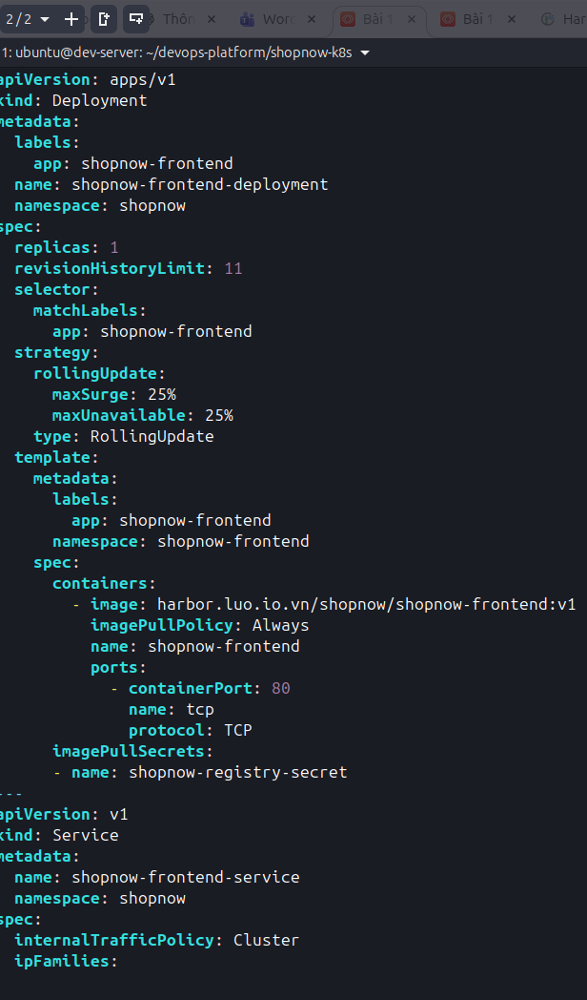 2 / 2
Thôn
Word
Bài 1
Bài 1
Har
1: ubuntu@dev-server: ~/devops-platform/shopnow-k8s
apiVersion: apps/v1
kind: Deployment
metadata:
  labels:
    app: shopnow-frontend
  name: shopnow-frontend-deployment
  namespace: shopnow
spec:
  replicas: 1
  revisionHistoryLimit: 11
  selector:
    matchLabels:
      app: shopnow-frontend
  strategy:
    rollingUpdate:
      maxSurge: 25%
      maxUnavailable: 25%
    type: RollingUpdate
  template:
    metadata:
      labels:
        app: shopnow-frontend
      namespace: shopnow-frontend
    spec:
      containers:
        - image: harbor.luo.io.vn/shopnow/shopnow-frontend:v1
          imagePullPolicy: Always
          name: shopnow-frontend
          ports:
            - containerPort: 80
              name: tcp
              protocol: TCP
      imagePullSecrets:
      - name: shopnow-registry-secret
---
apiVersion: v1
kind: Service
metadata:
  name: shopnow-frontend-service
  namespace: shopnow
spec:
  internalTrafficPolicy: Cluster
  ipFamilies: